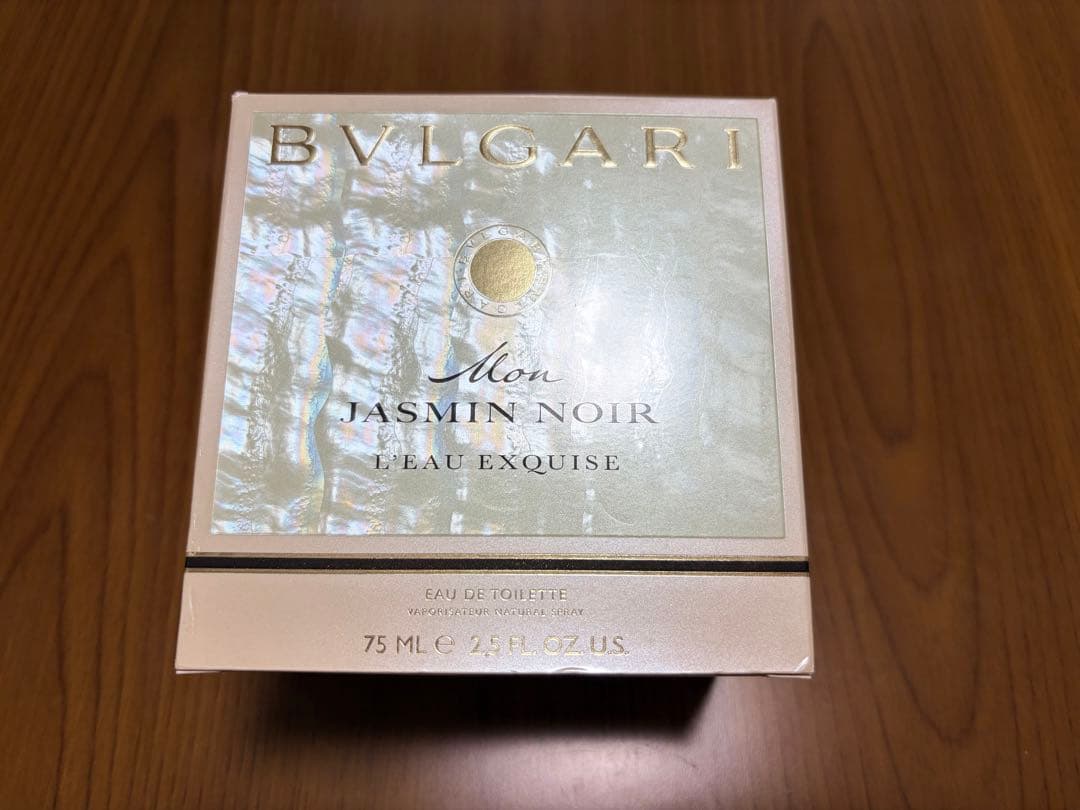 BVLGARI
BVLGARI BVLGARI
Mon
JASMIN NOIR
L'EAU EXQUISE
EAU DE TOILETTE
VAPORISATEUR NATURAL SPRAY
75 ML ℮ 2,5 FL. OZ. U.S.